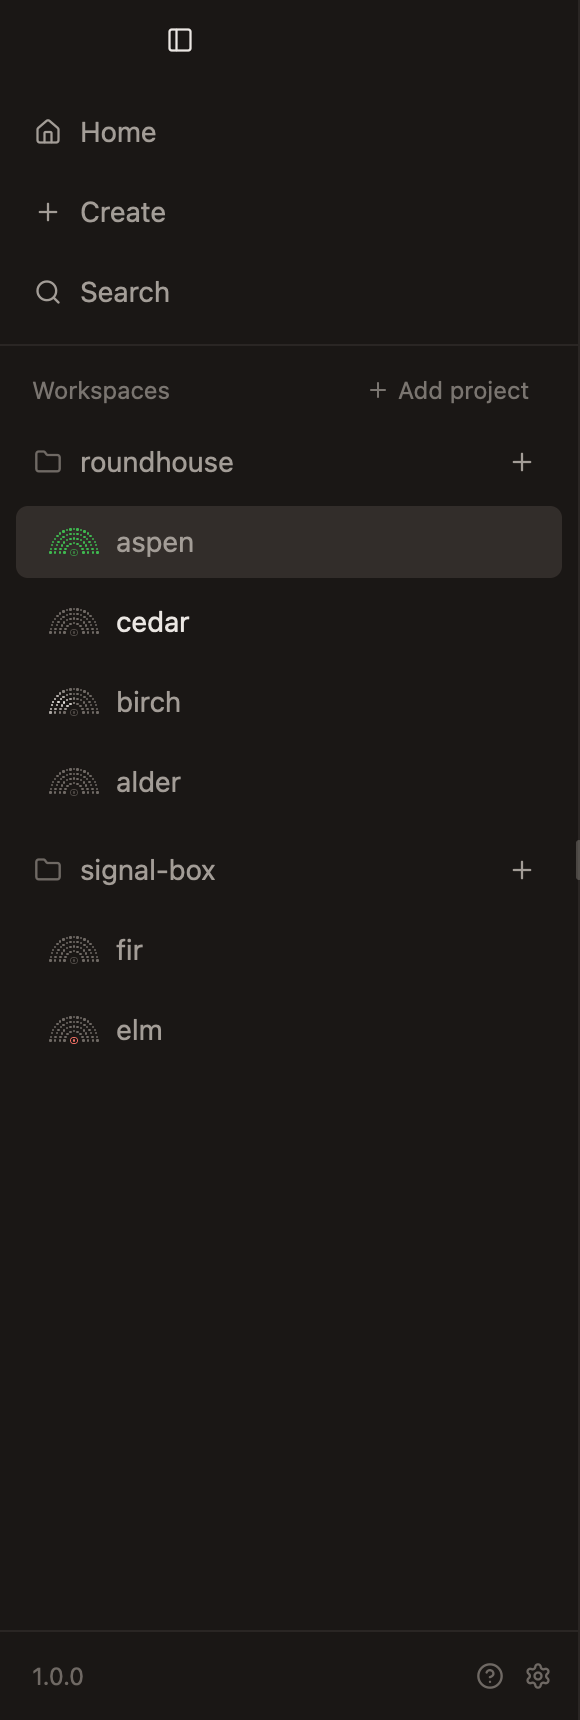 Home
Create
Search
Workspaces + Add project
roundhouse
aspen
cedar
birch
alder
signal-box
fir
elm
1.0.0